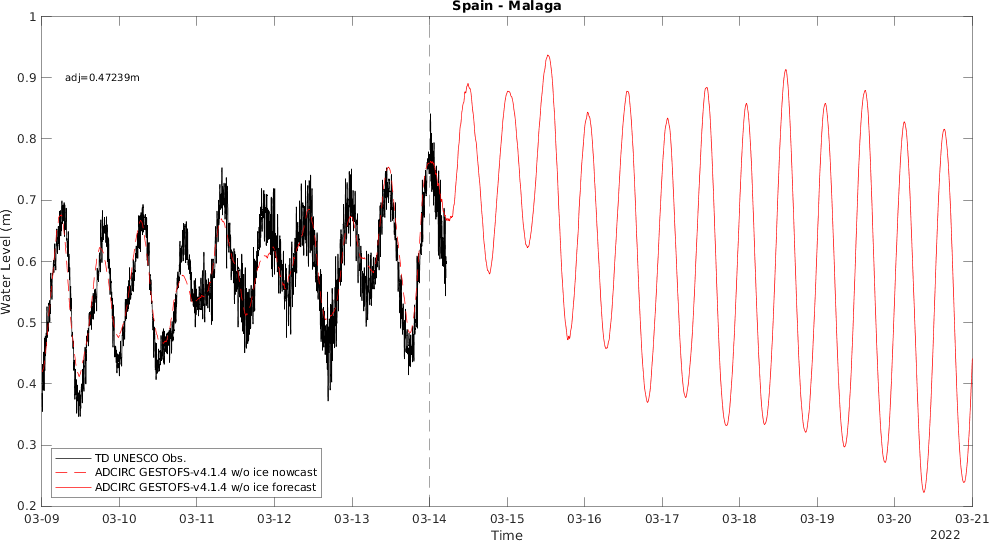 Spain - Malaga
1
0.9
adj=0.47239m
0.8
0.7
0.6
0.5
0.4
0.3
0.2
Water Level (m)
TD UNESCO Obs.
ADCIRC GESTOFS-v4.1.4 w/o ice nowcast
ADCIRC GESTOFS-v4.1.4 w/o ice forecast
03-09 03-10 03-11 03-12 03-13 03-14 03-15 03-16 03-17 03-18 03-19 03-20 03-21
Time
2022